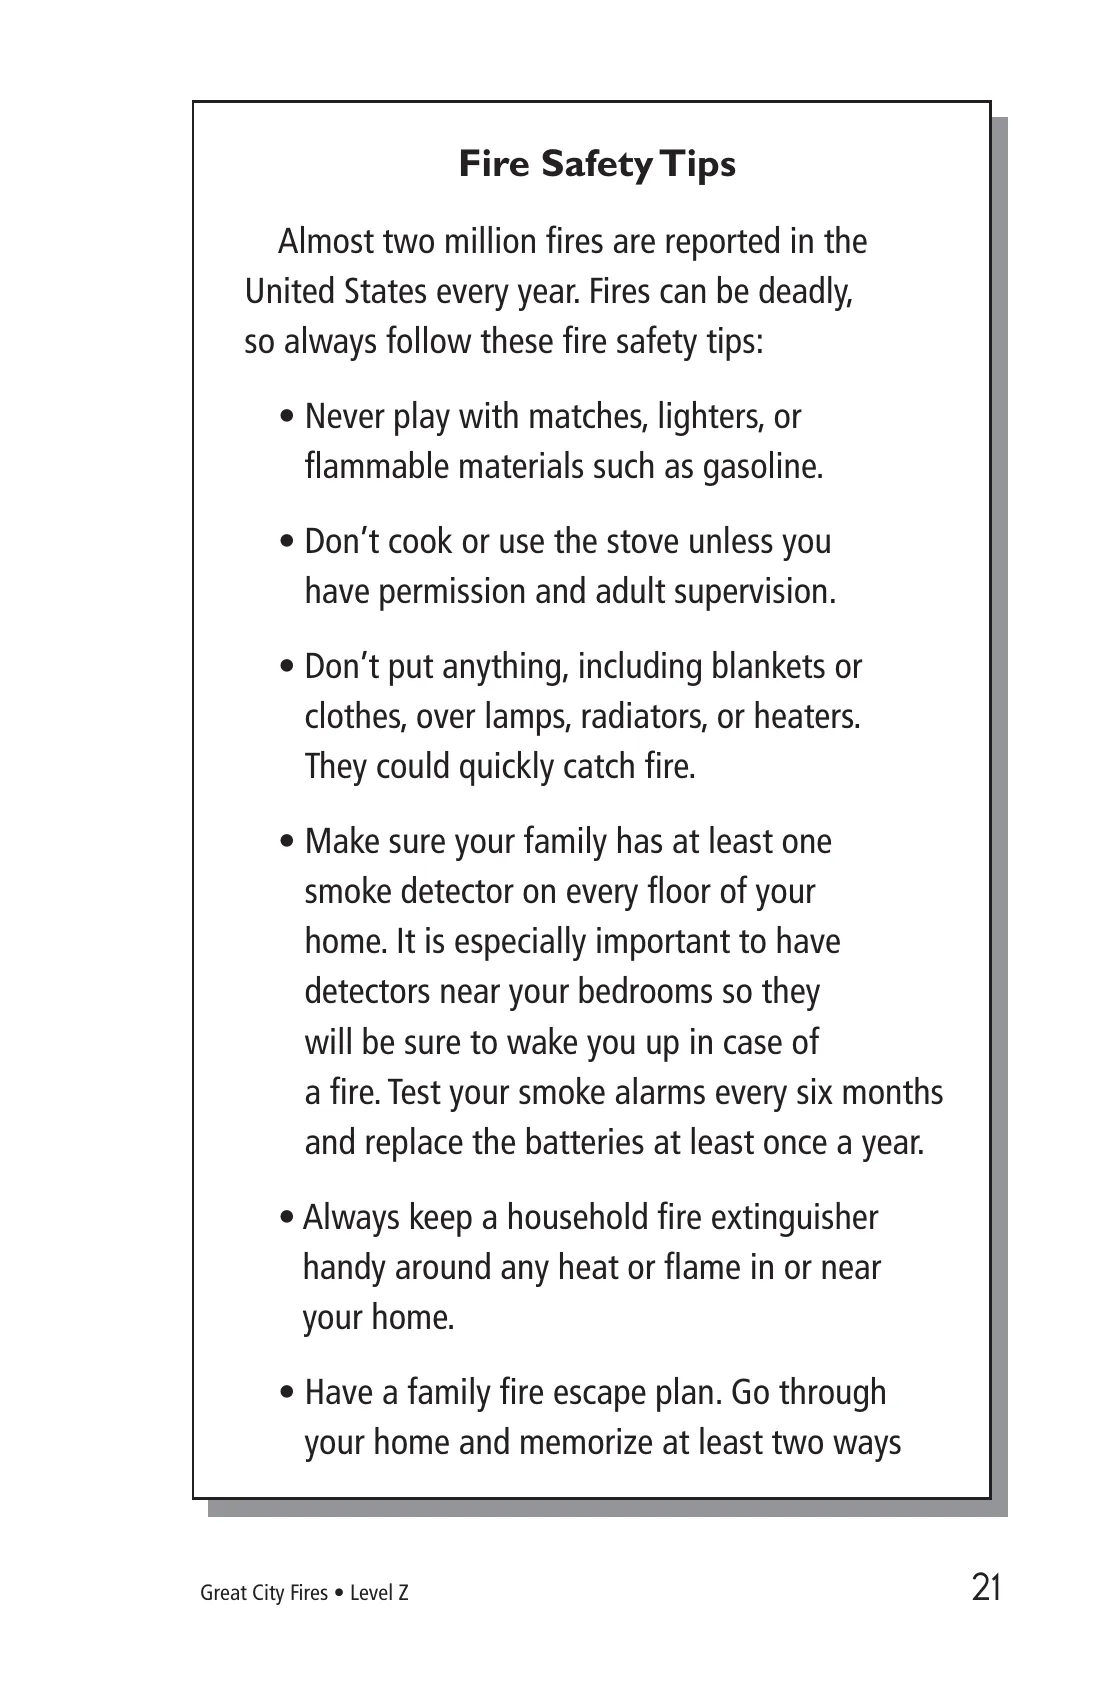 Fire Safety Tips
Almost two million fires are reported in the
United States every year. Fires can be deadly,
so always follow these fire safety tips:
• Never play with matches, lighters, or
flammable materials such as gasoline.
• Don’t cook or use the stove unless you
have permission and adult supervision.
• Don’t put anything, including blankets or
clothes, over lamps, radiators, or heaters.
They could quickly catch fire.
• Make sure your family has at least one
smoke detector on every floor of your
home. It is especially important to have
detectors near your bedrooms so they
will be sure to wake you up in case of
a fire. Test your smoke alarms every six months
and replace the batteries at least once a year.
• Always keep a household fire extinguisher
handy around any heat or flame in or near
your home.
• Have a family fire escape plan. Go through
your home and memorize at least two ways
Great City Fires • Level Z
21